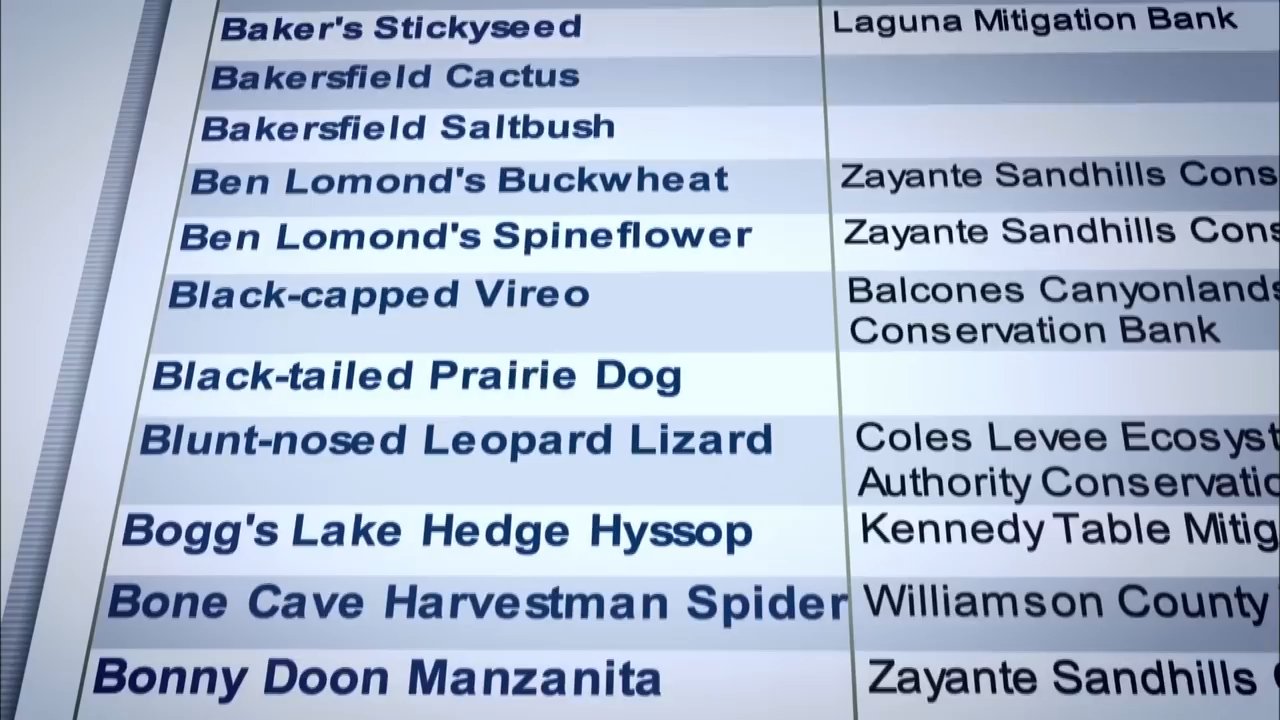 Baker's Stickyseed Laguna Mitigation Bank
Bakersfield Cactus
Bakersfield Saltbush
Ben Lomond's Buckwheat Zayante Sandhills Cons
Ben Lomond's Spineflower Zayante Sandhills Cons
Black-capped Vireo Balcones Canyonlands
Conservation Bank
Black-tailed Prairie Dog
Blunt-nosed Leopard Lizard Coles Levee Ecosyst
Authority Conservatio
Bogg's Lake Hedge Hyssop Kennedy Table Mitig
Bone Cave Harvestman Spider Williamson County
Bonny Doon Manzanita Zayante Sandhills